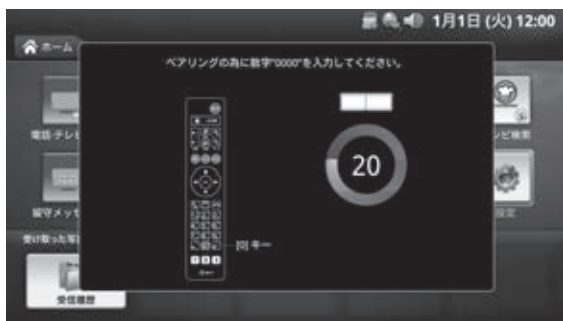 1月1日 (火) 12:00
ホーム
ペアリングの為に数字"0000"を入力してください。
20
[0] キー
電話·テレビ
ンビ検索
留守メッセ
設定
受け取った写
受信履歴